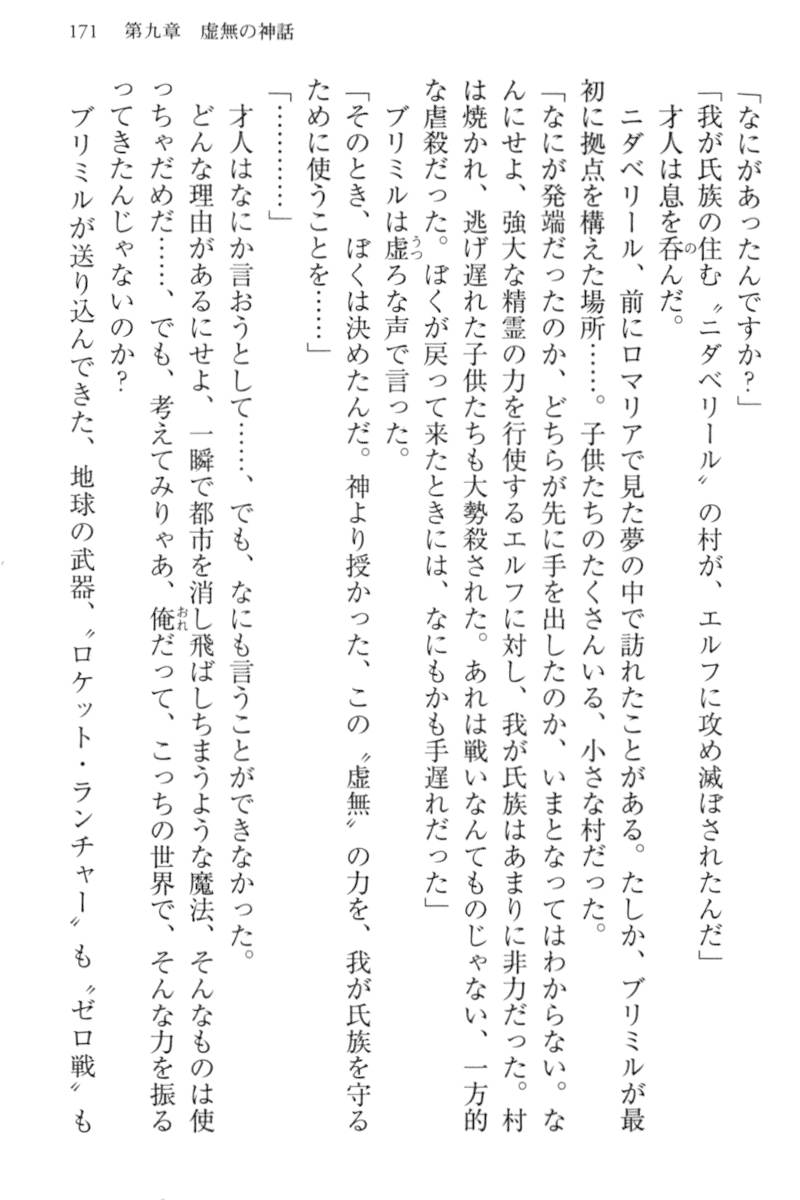 171　第九章　虚無の神話
「なにがあったんですか？」
「我が氏族の住む〝ニダベリール〟の村が、エルフに攻め滅ぼされたんだ」
才人は息を呑んだ。
ニダベリール、前にロマリアで見た夢の中で訪れたことがある。たしか、ブリミルが最
初に拠点を構えた場所……。子供たちのたくさんいる、小さな村だった。
「なにが発端だったのか、どちらが先に手を出したのか、いまとなってはわからない。な
んにせよ、強大な精霊の力を行使するエルフに対し、我が氏族はあまりに非力だった。村
は焼かれ、逃げ遅れた子供たちも大勢殺された。あれは戦いなんてものじゃない、一方的
な虐殺だった。ぼくが戻って来たときには、なにもかも手遅れだった」
ブリミルは虚ろな声で言った。
「そのとき、ぼくは決めたんだ。神より授かった、この〝虚無〟の力を、我が氏族を守る
ために使うことを……」
「…………」
才人はなにか言おうとして……、でも、なにも言うことができなかった。
どんな理由があるにせよ、一瞬で都市を消し飛ばしちまうような魔法、そんなものは使
っちゃだめだ……、でも、考えてみりゃあ、俺だって、こっちの世界で、そんな力を振る
ってきたんじゃないのか？
ブリミルが送り込んできた、地球の武器、〝ロケット・ランチャー〟も〝ゼロ戦〟も